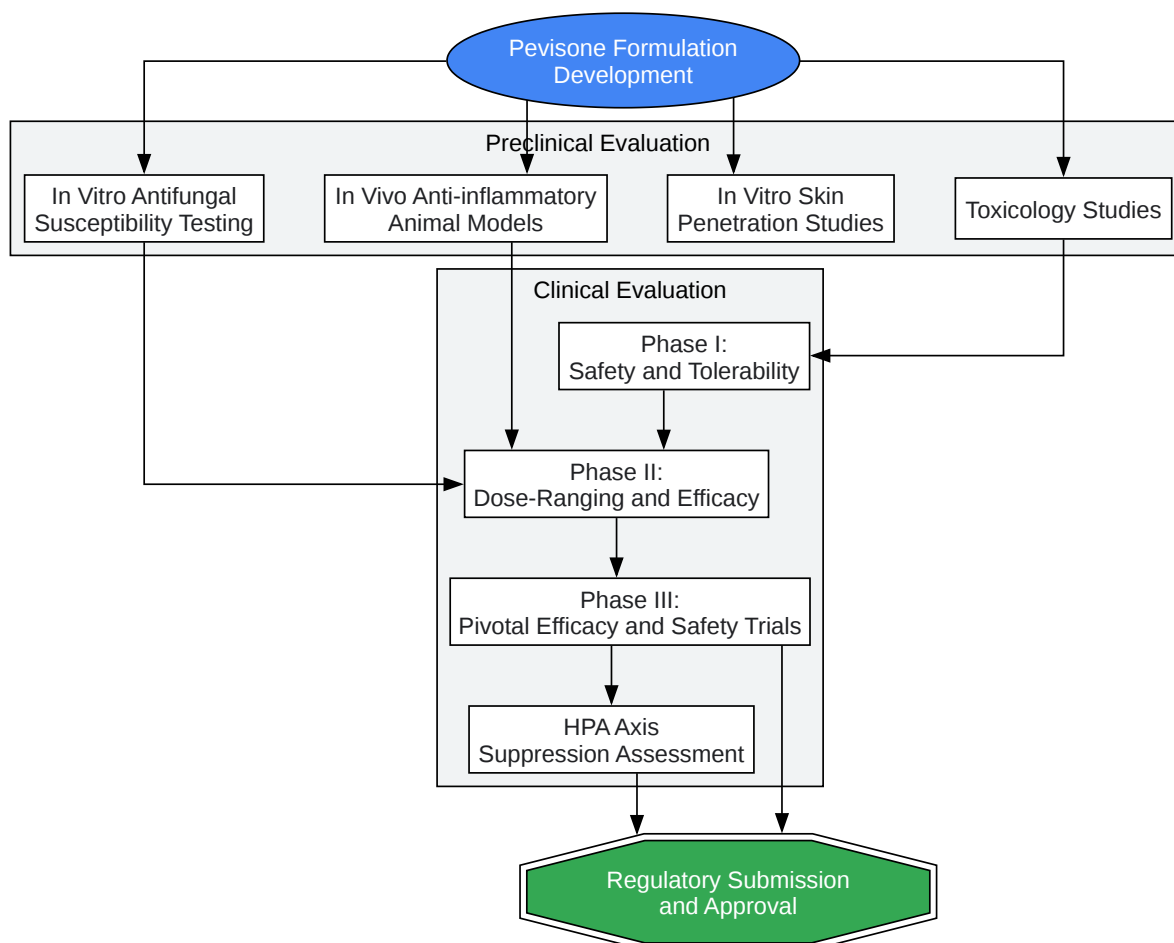 Pevisone Formulation
Development
Preclinical Evaluation
In Vitro Antifungal
Susceptibility Testing
In Vivo Anti-inflammatory
Animal Models
In Vitro Skin
Penetration Studies
Toxicology Studies
Clinical Evaluation
Phase I:
Safety and Tolerability
Phase II:
Dose-Ranging and Efficacy
Phase III:
Pivotal Efficacy and Safety Trials
HPA Axis
Suppression Assessment
Regulatory Submission
and Approval